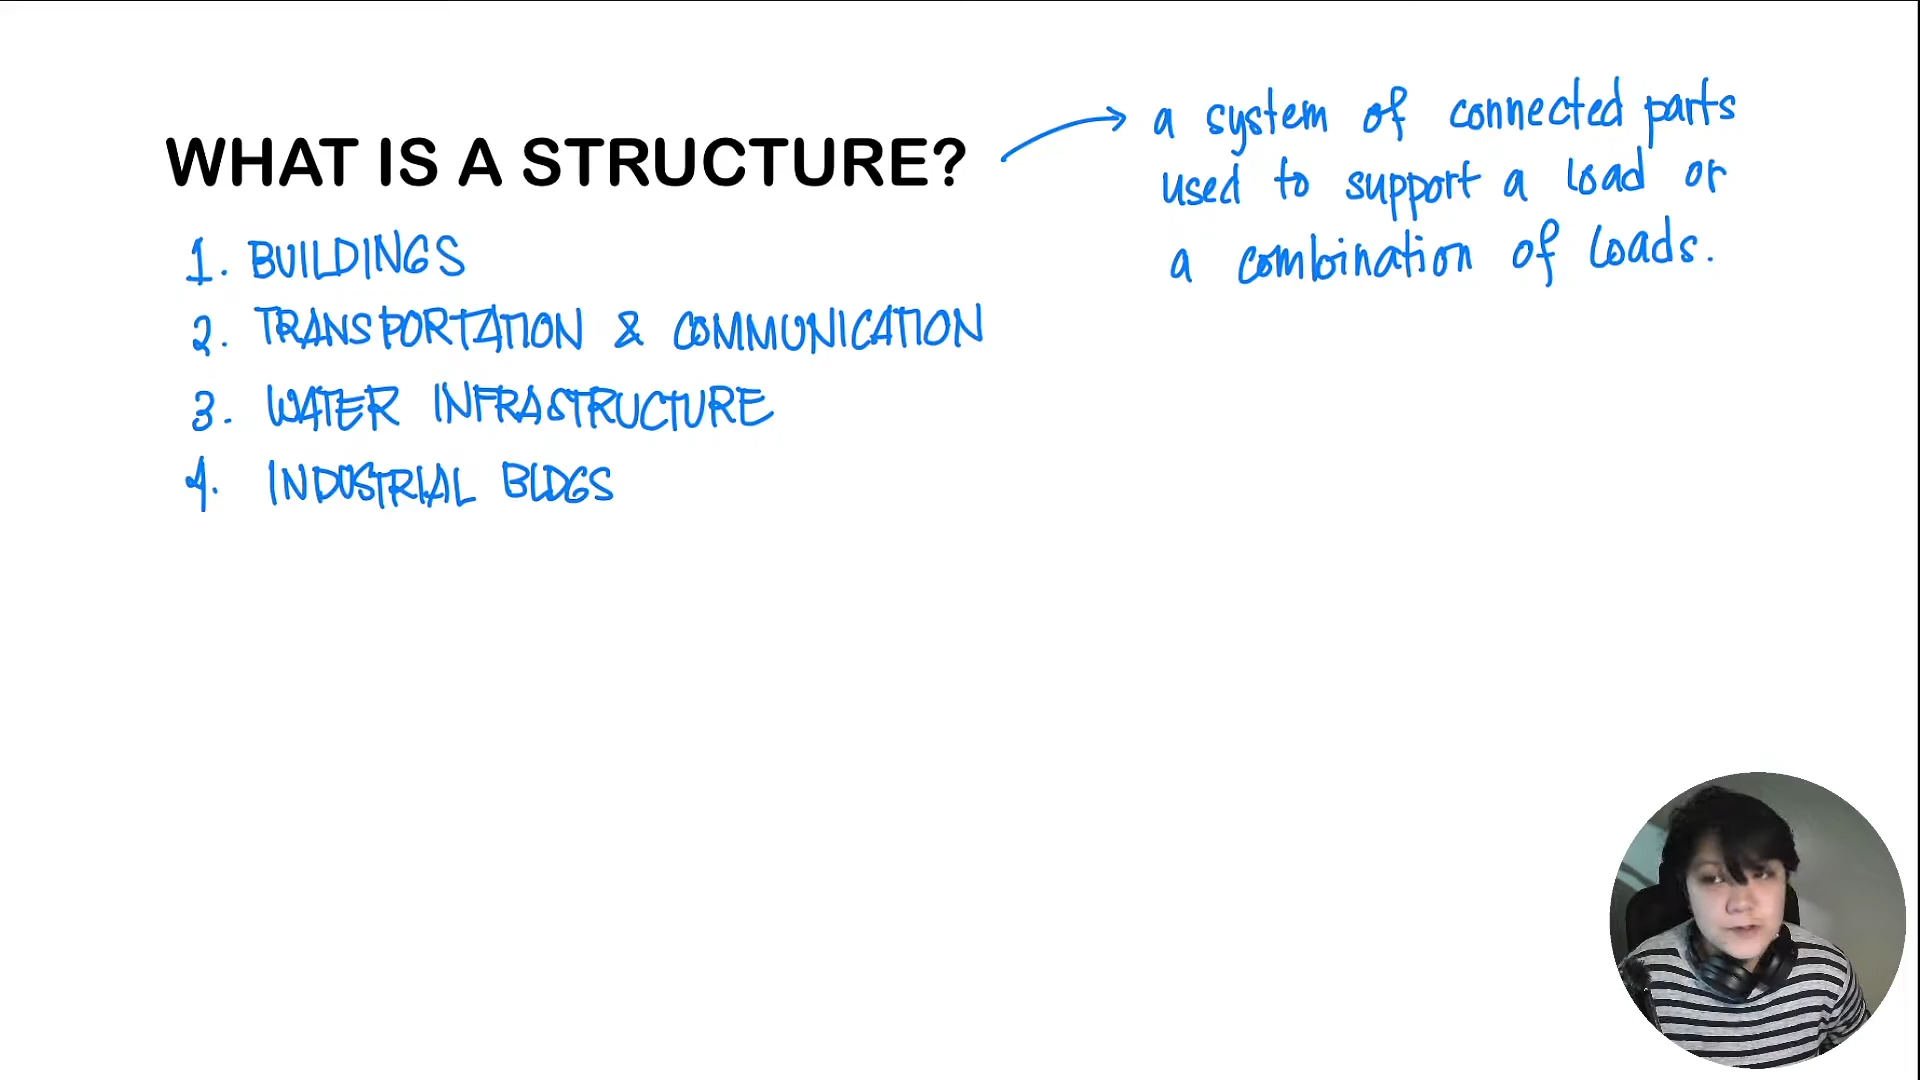 WHAT IS A STRUCTURE?
a system of connected parts
used to support a load or
a combination of loads.
1. BUILDINGS
2. TRANSPORTATION & COMMUNICATION
3. WATER INFRASTRUCTURE
4. INDUSTRIAL BLDGS